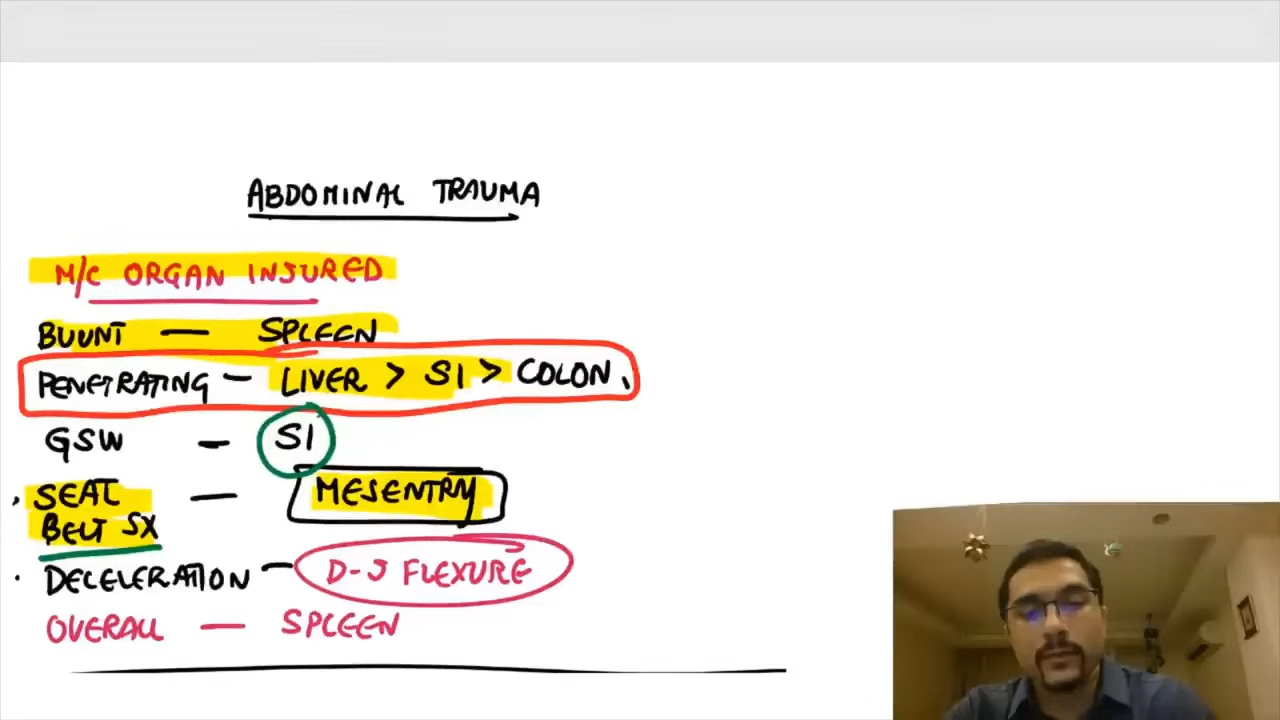 ABDOMINAL TRAUMA
M/C ORGAN INJURED
BUUNT — SPLEEN
PENETRATING — LIVER > SI > COLON.
GSW — SI
• SEAT — MESENTRY
BELT SX
• DECELERATION — D-J FLEXURE
OVERALL — SPLEEN